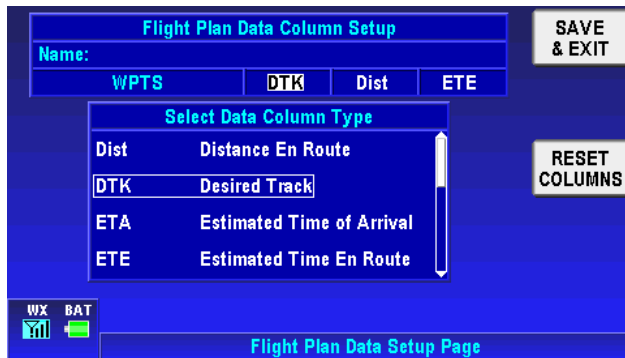 Flight Plan Data Column Setup
Name:
WPTS DTK Dist ETE
Select Data Column Type
Dist Distance En Route
DTK Desired Track
ETA Estimated Time of Arrival
ETE Estimated Time En Route
SAVE
& EXIT
RESET
COLUMNS
WX BAT
Flight Plan Data Setup Page